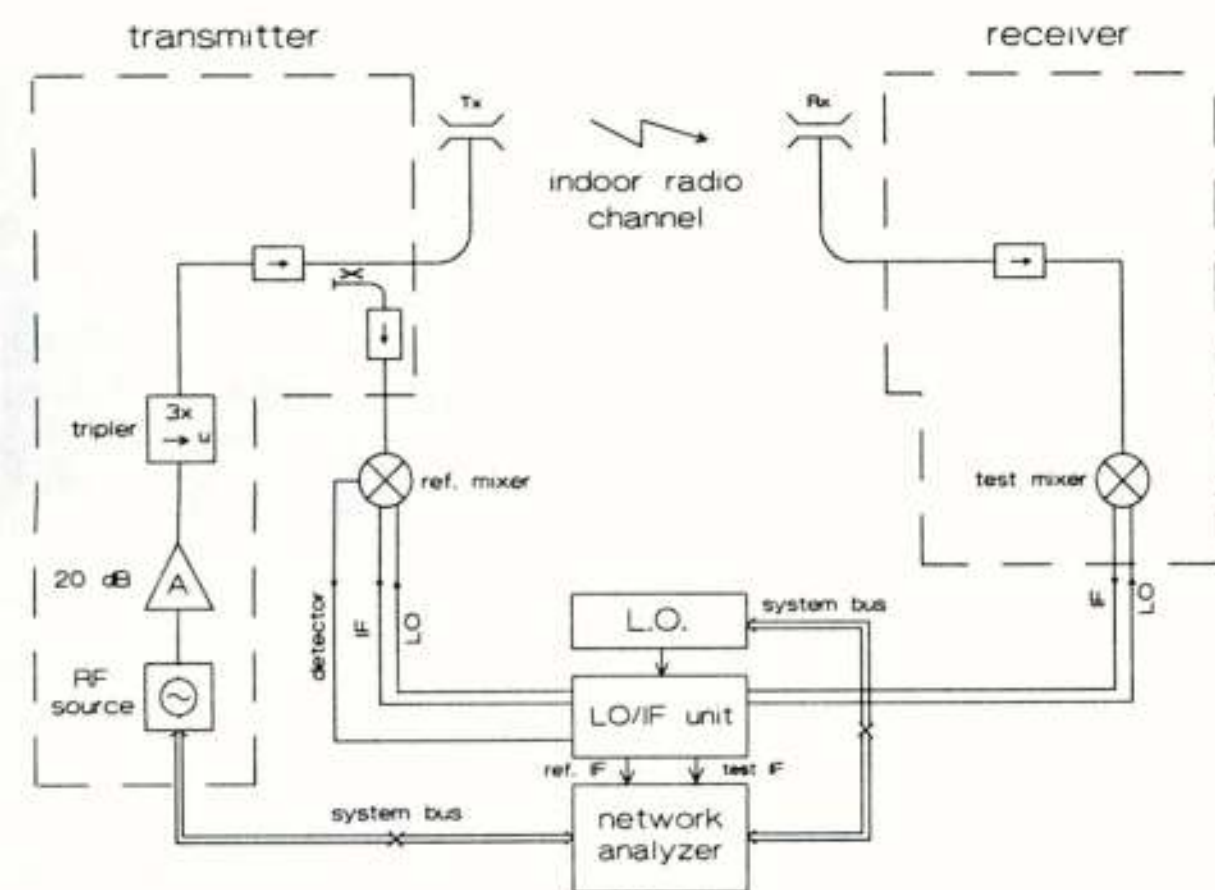 transmitter
receiver
Tx
Rx
indoor radio
channel
tripler
3x
u
ref. mixer
test mixer
20 dB
A
detector
IF
LO
IF
LO
RF
source
L.O.
system bus
LO/IF unit
ref. IF
test IF
system bus
network
analyzer